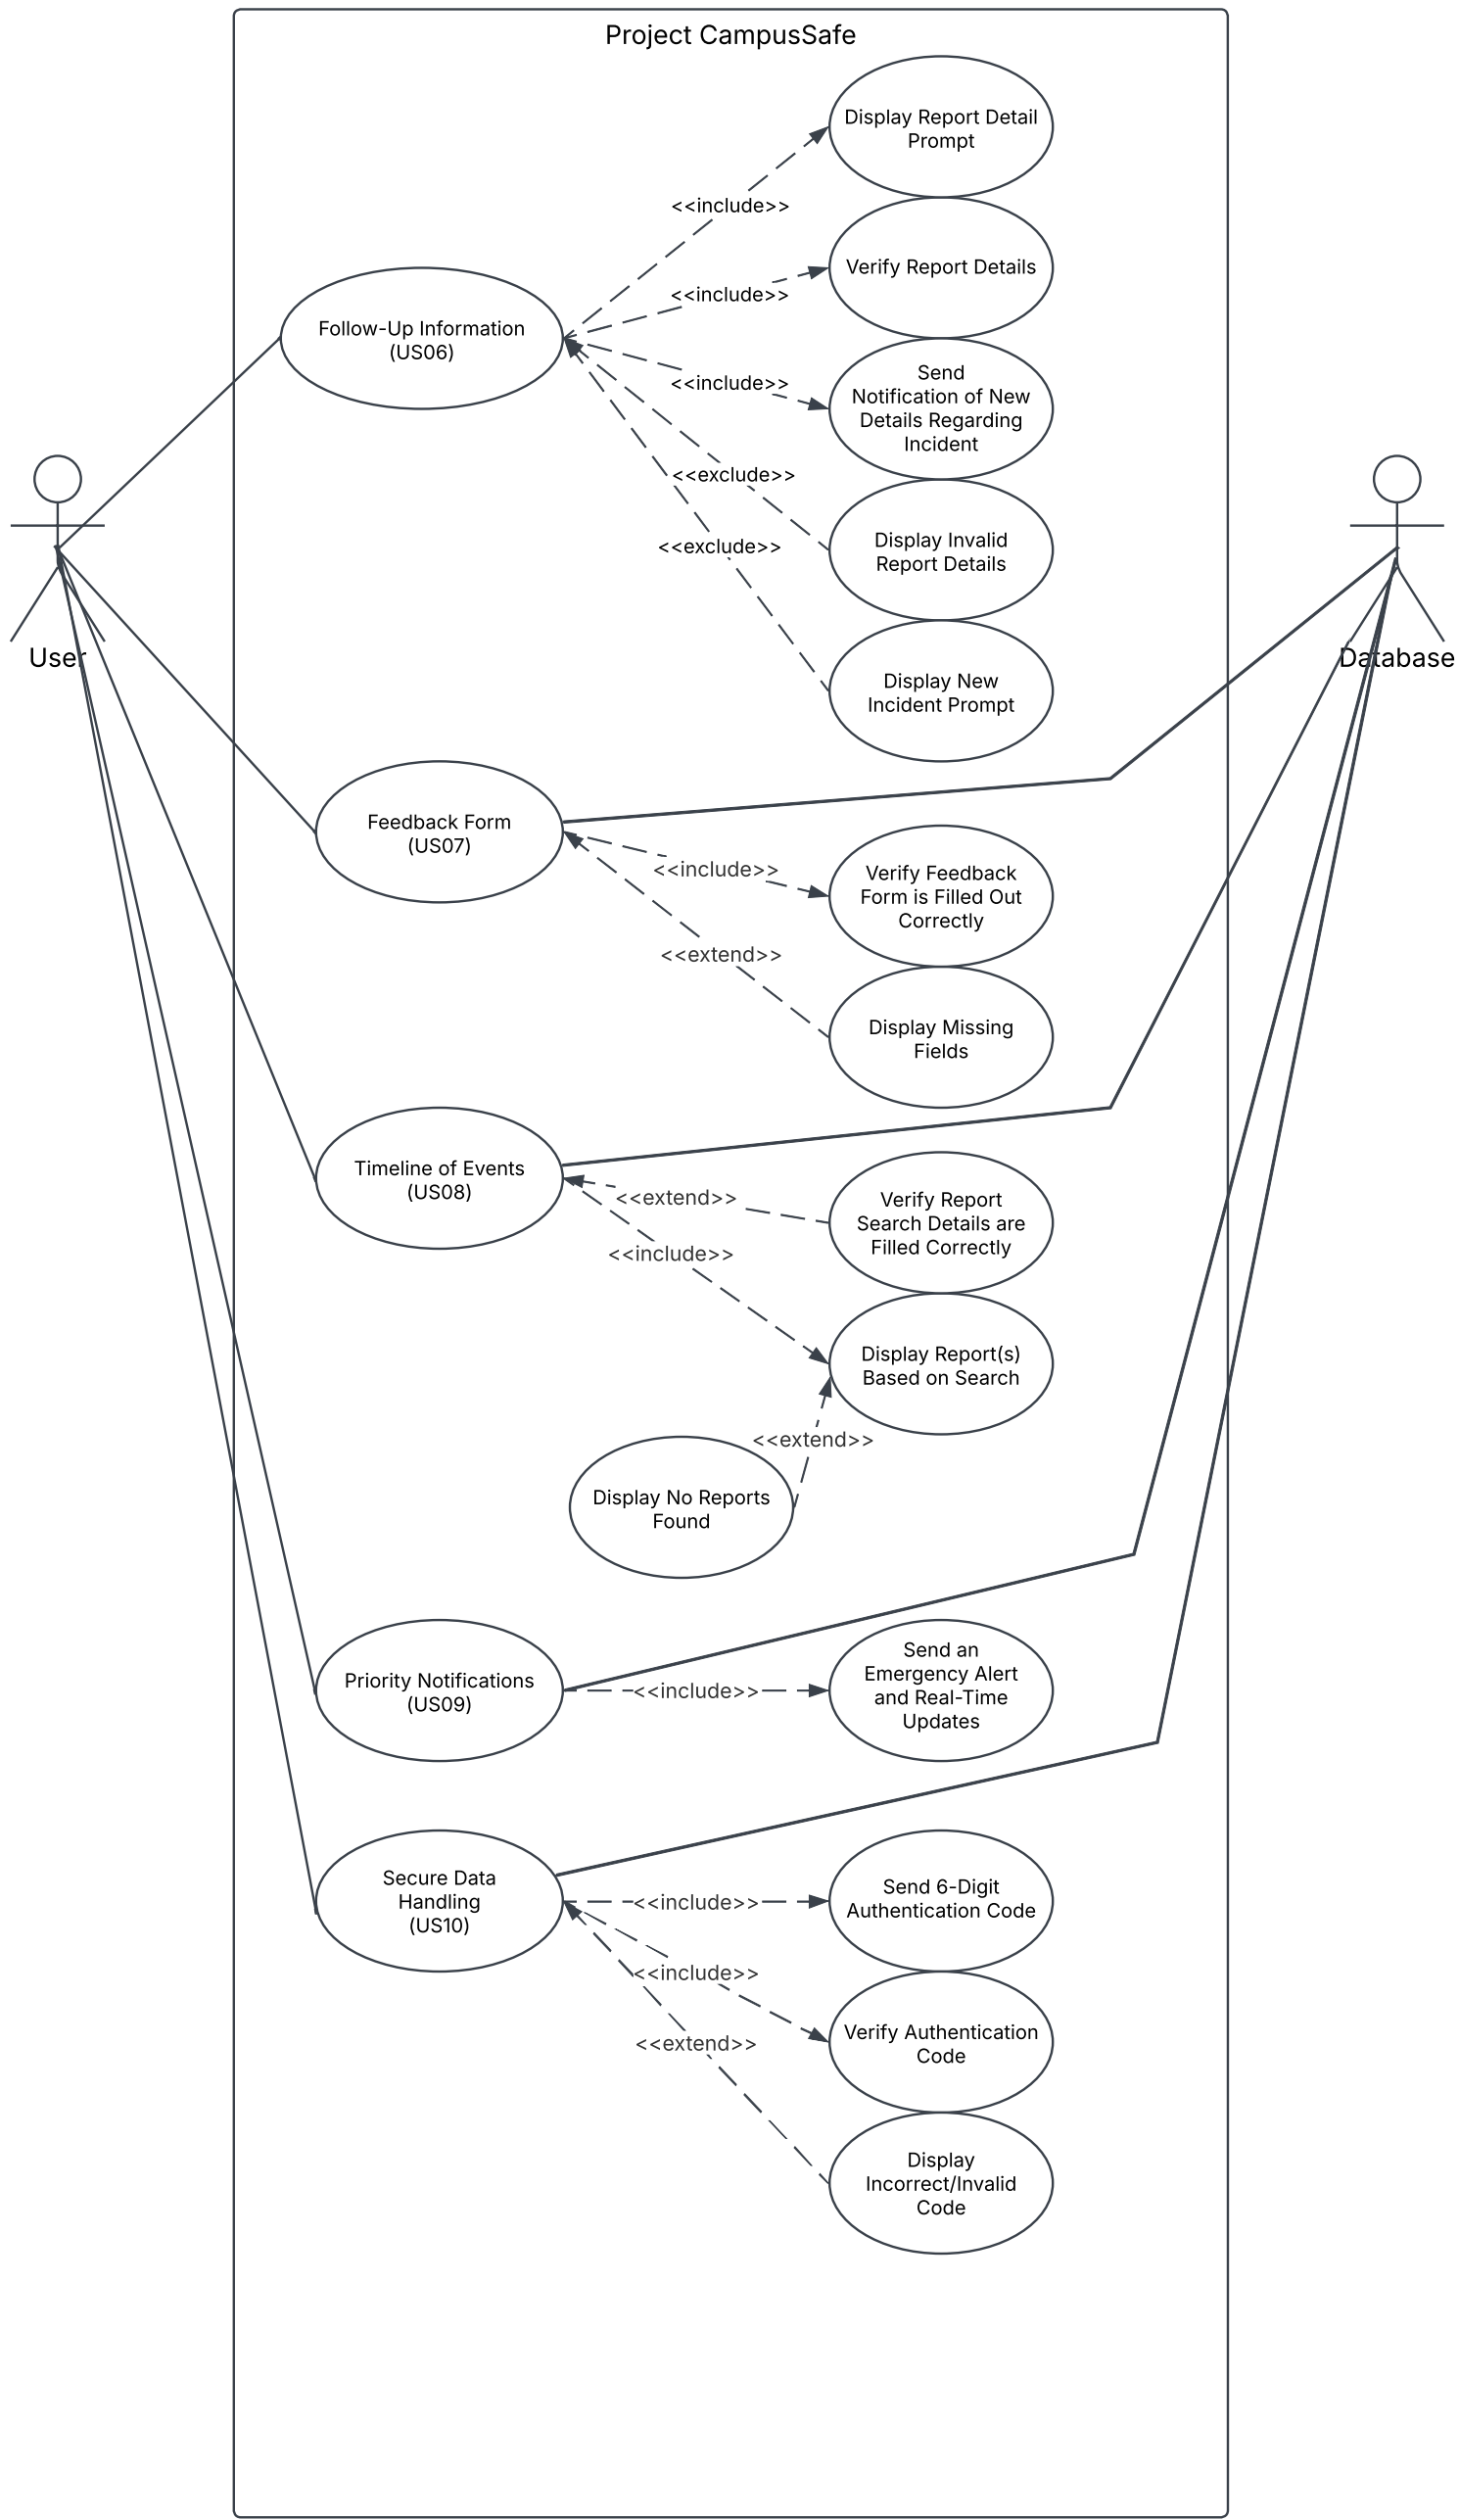 Project CampusSafe
Display Report Detail
Prompt
<<include>>
Verify Report Details
<<include>>
Follow-Up Information
(US06)
<<include>>
Send
Notification of New
Details Regarding
Incident
<<exclude>>
Display Invalid
Report Details
<<exclude>>
Display New
Incident Prompt
User
Database
Feedback Form
(US07)
<<include>>
Verify Feedback
Form is Filled Out
Correctly
<<extend>>
Display Missing
Fields
Timeline of Events
(US08)
<<extend>>
Verify Report
Search Details are
Filled Correctly
<<include>>
Display Report(s)
Based on Search
<<extend>>
Display No Reports
Found
Priority Notifications
(US09)
<<include>>
Send an
Emergency Alert
and Real-Time
Updates
Secure Data
Handling
(US10)
<<include>>
Send 6-Digit
Authentication Code
<<include>>
Verify Authentication
Code
<<extend>>
Display
Incorrect/Invalid
Code